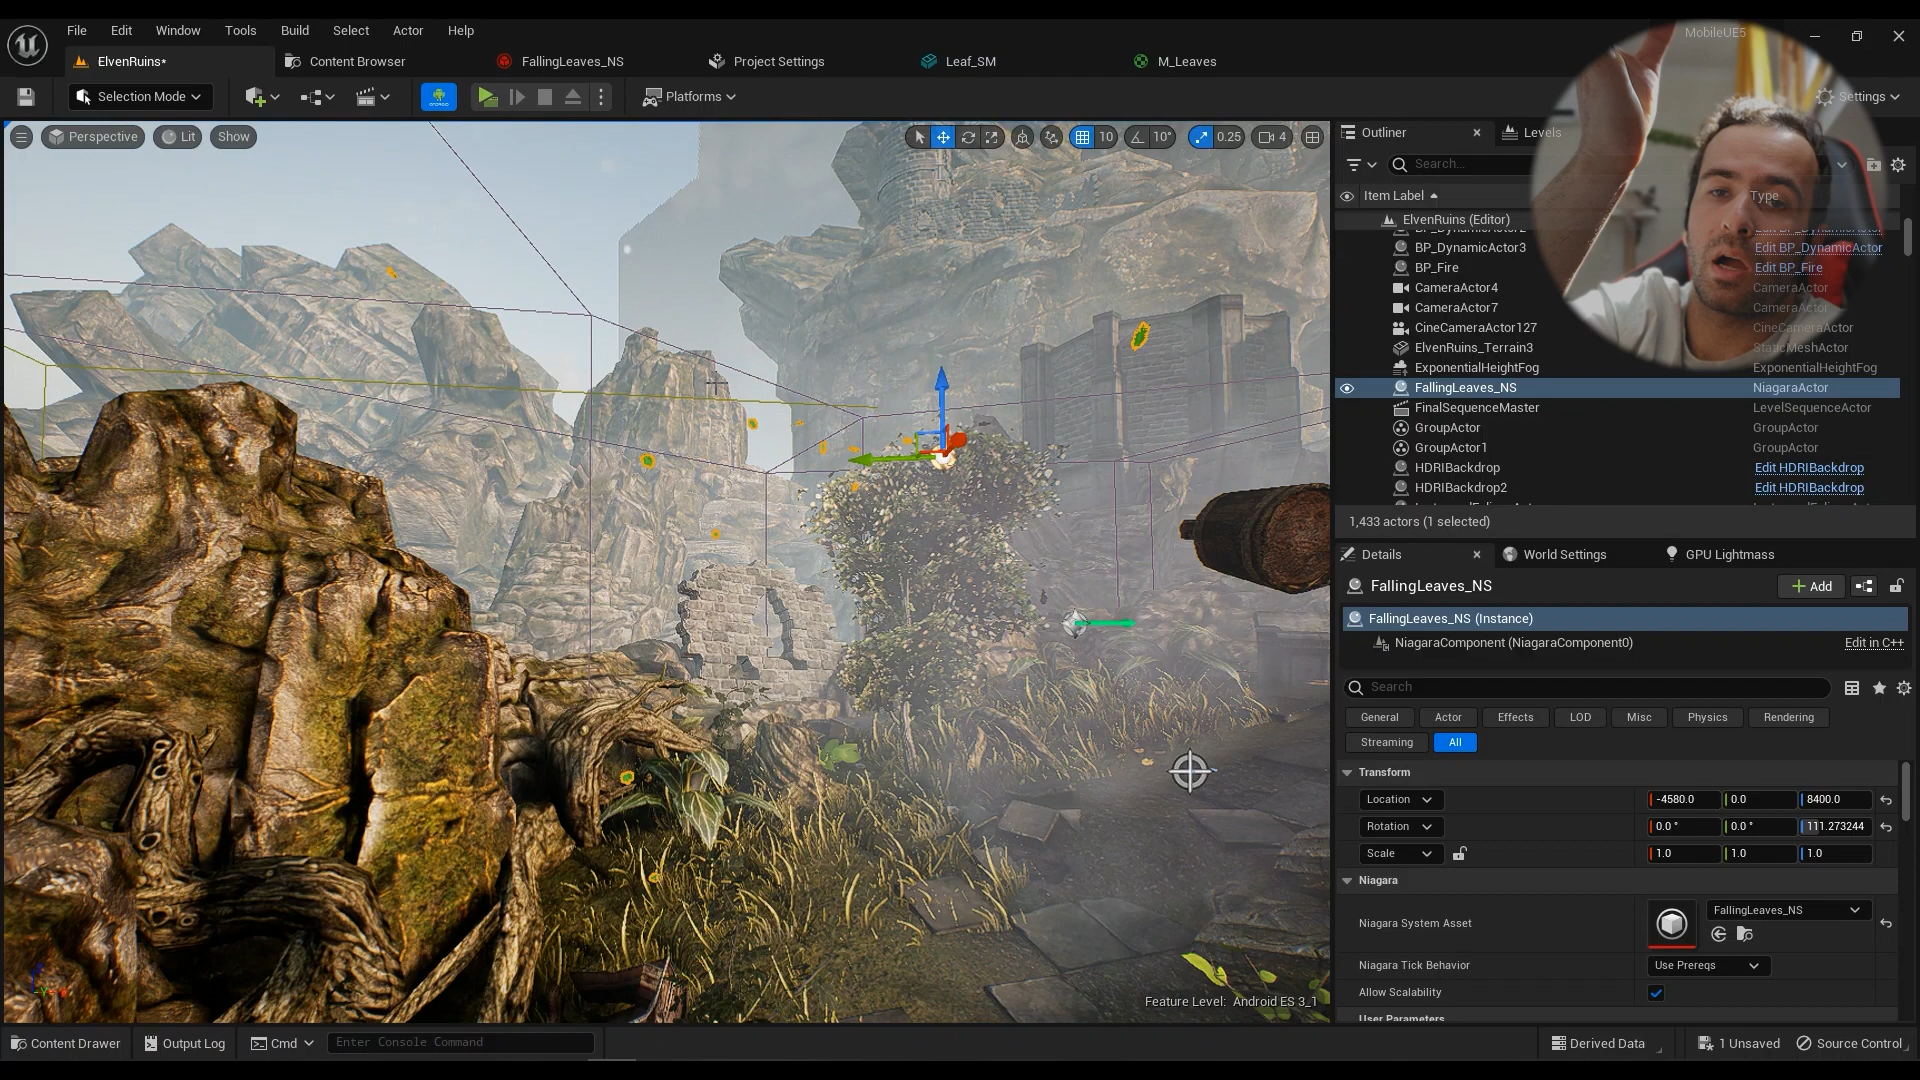 File Edit Window Tools Build Select Actor Help
MobileUE5
ElvenRuins* Content Browser FallingLeaves_NS Project Settings Leaf_SM M_Leaves
Selection Mode Platforms Settings
Perspective Lit Show 10 10° 0.25 4
Outliner Levels
Search...
Item Label Type
ElvenRuins (Editor)
BP_DynamicActor2 Edit BP_DynamicActor
BP_DynamicActor3 Edit BP_DynamicActor
BP_Fire Edit BP_Fire
CameraActor4 CameraActor
CameraActor7 CameraActor
CineCameraActor127 CineCameraActor
ElvenRuins_Terrain3 StaticMeshActor
ExponentialHeightFog ExponentialHeightFog
FallingLeaves_NS NiagaraActor
FinalSequenceMaster LevelSequenceActor
GroupActor GroupActor
GroupActor1 GroupActor
HDRIBackdrop Edit HDRIBackdrop
HDRIBackdrop2 Edit HDRIBackdrop
1,433 actors (1 selected)
Details World Settings GPU Lightmass
FallingLeaves_NS Add
FallingLeaves_NS (Instance)
NiagaraComponent (NiagaraComponent0) Edit in C++
Search
General Actor Effects LOD Misc Physics Rendering
Streaming All
Transform
Location -4580.0 0.0 8400.0
Rotation 0.0 ° 0.0 ° 111.273244
Scale 1.0 1.0 1.0
Niagara
Niagara System Asset FallingLeaves_NS
Niagara Tick Behavior Use Prereqs
Allow Scalability
User Parameters
Feature Level: Android ES 3_1
Content Drawer Output Log Cmd Enter Console Command Derived Data 1 Unsaved Source Control